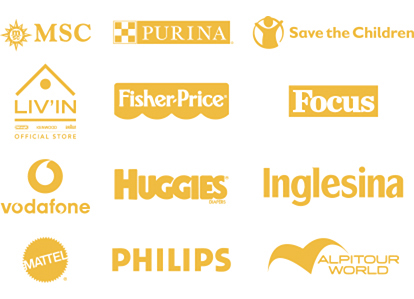 MSC
PURINA
Save the Children
LIV'IN
OFFICIAL STORE
Fisher-Price®
Focus
vodafone
HUGGIES
Inglesina
MATTEL
®
PHILIPS
ALPITOUR
WORLD